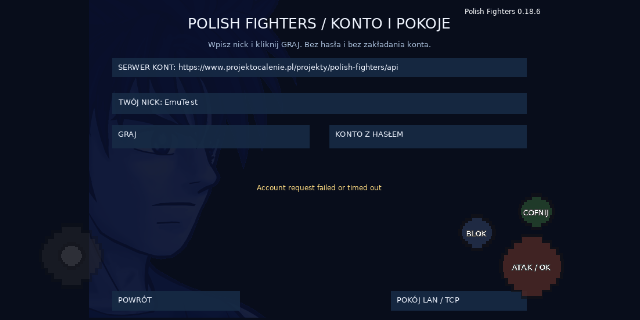 Polish Fighters 0.18.6
POLISH FIGHTERS / KONTO I POKOJE
Wpisz nick i kliknij GRAJ. Bez hasła i bez zakładania konta.
SERWER KONT: https://www.projektocalenie.pl/projekty/polish-fighters/api
TWÓJ NICK: EmuTest
GRAJ
KONTO Z HASŁEM
Account request failed or timed out
COFNIJ
BLOK
ATAK / OK
POWRÓT
POKÓJ LAN / TCP